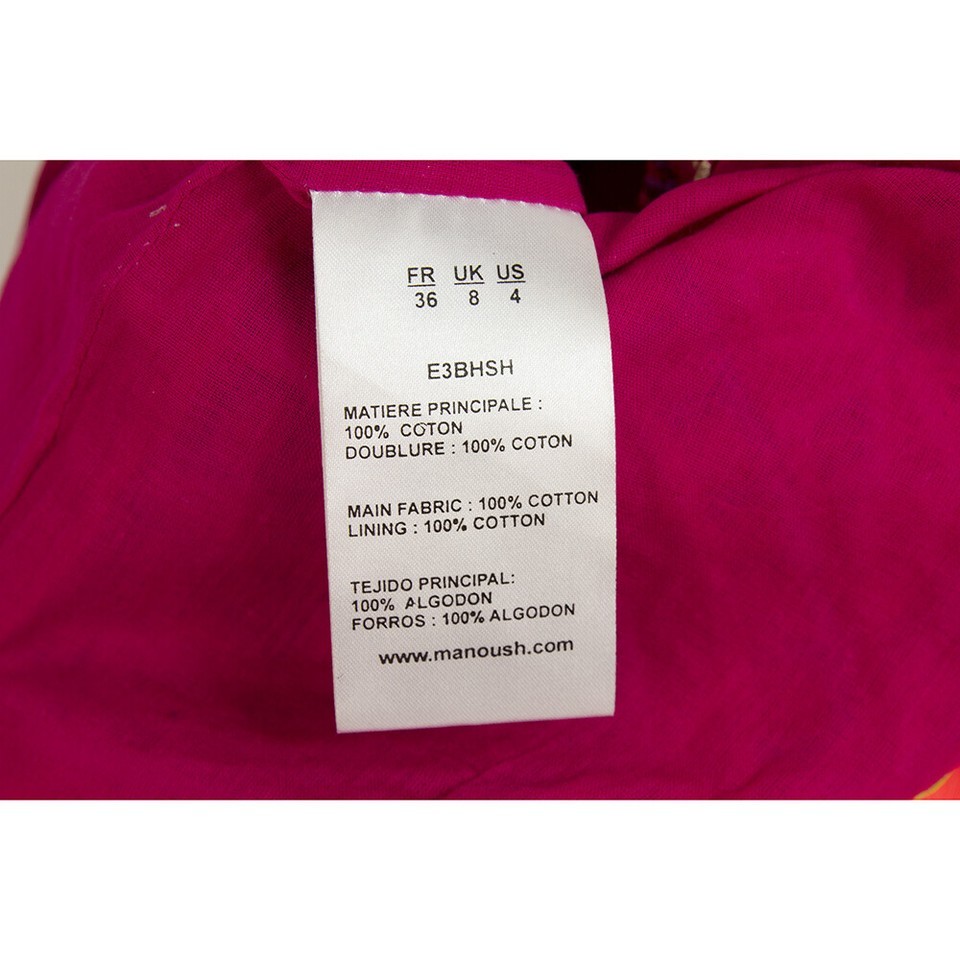 FR UK US
36 8 4
E3BHSH
MATIERE PRINCIPALE :
100% COTON
DOUBLURE : 100% COTON
MAIN FABRIC : 100% COTTON
LINING : 100% COTTON
TEJIDO PRINCIPAL:
100% ALGODON
FORROS : 100% ALGODON
www.manoush.com